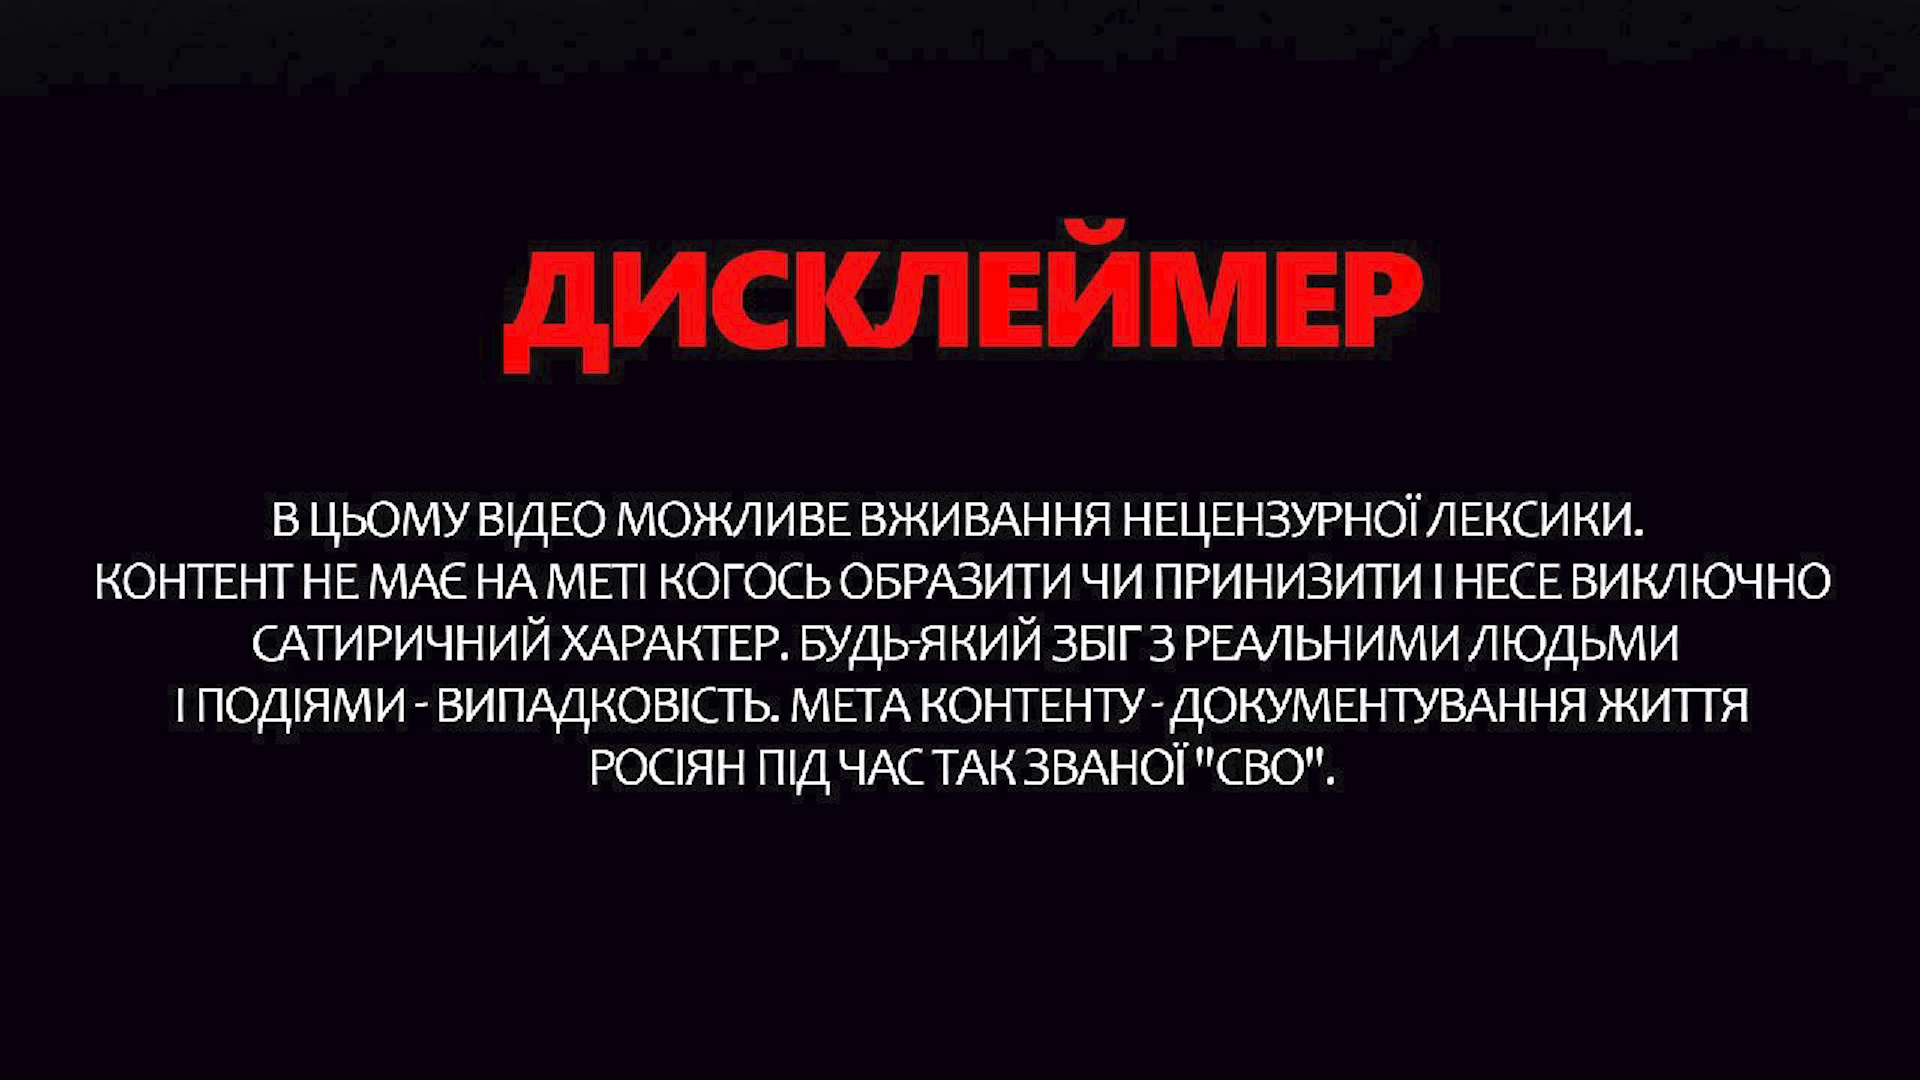 ДИСКЛЕЙМЕР
В ЦЬОМУ ВІДЕО МОЖЛИВЕ ВЖИВАННЯ НЕЦЕНЗУРНОЇ ЛЕКСИКИ.
КОНТЕНТ НЕ МАЄ НА МЕТІ КОГОСЬ ОБРАЗИТИ ЧИ ПРИНИЗИТИ І НЕСЕ ВИКЛЮЧНО
САТИРИЧНИЙ ХАРАКТЕР. БУДЬ-ЯКИЙ ЗБІГ З РЕАЛЬНИМИ ЛЮДЬМИ
І ПОДІЯМИ - ВИПАДКОВІСТЬ. МЕТА КОНТЕНТУ - ДОКУМЕНТУВАННЯ ЖИТТЯ
РОСІЯН ПІД ЧАС ТАК ЗВАНОЇ "СВО".